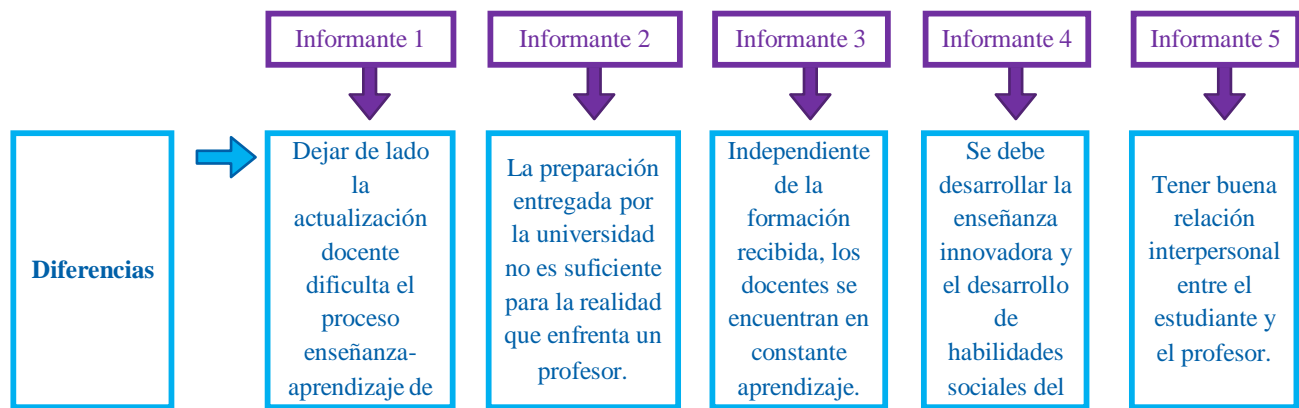 Informante 1
Informante 2
Informante 3
Informante 4
Informante 5
Diferencias
Dejar de lado
la
actualización
docente
dificulta el
proceso
enseñanza-
aprendizaje de
La preparación
entregada por
la universidad
no es suficiente
para la realidad
que enfrenta un
profesor.
Independiente
de la
formación
recibida, los
docentes se
encuentran en
constante
aprendizaje.
Se debe
desarrollar la
enseñanza
innovadora y
el desarrollo
de
habilidades
sociales del
Tener buena
relación
interpersonal
entre el
estudiante y
el profesor.